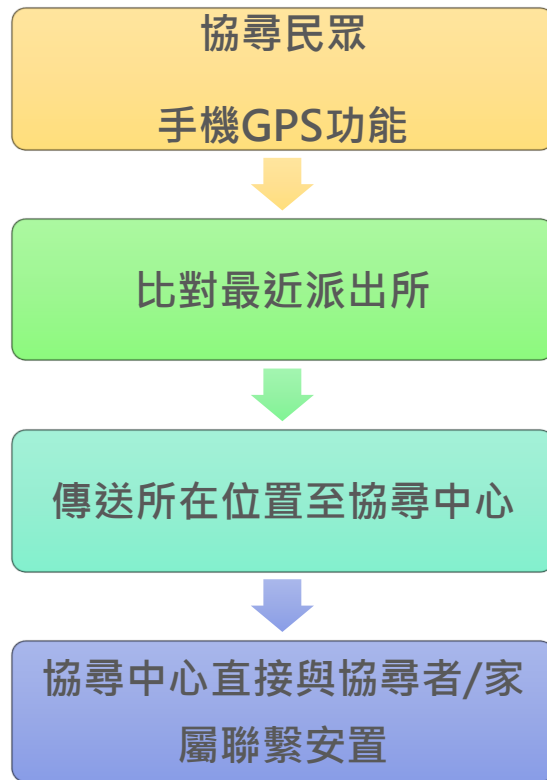 協尋民眾
手機GPS功能
比對最近派出所
傳送所在位置至協尋中心
協尋中心直接與協尋者/家
屬聯繫安置